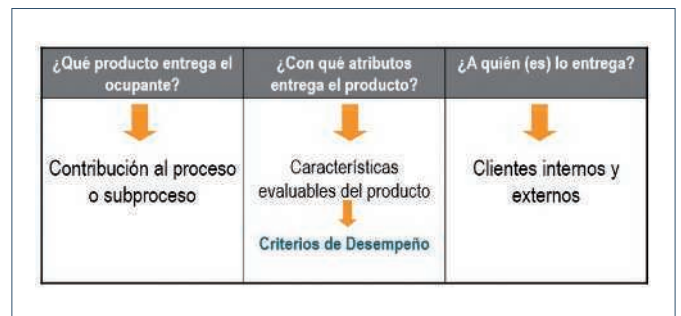 ¿Qué producto entrega el
ocupante?
¿Con qué atributos
entrega el producto?
¿A quién (es) lo entrega?
Contribución al proceso
o subproceso
Características
evaluables del producto
Criterios de Desempeño
Clientes internos y
externos